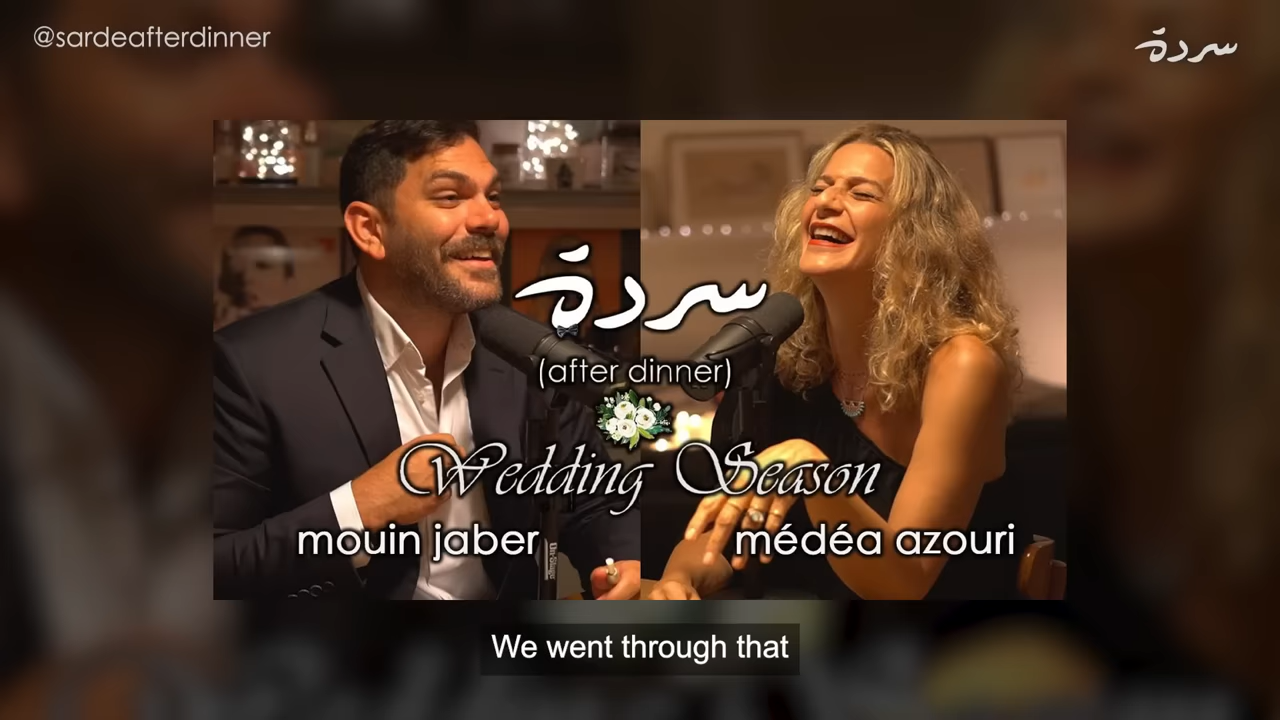 @sardeafterdinner
سردة
سردة
(after dinner)
Wedding Season
mouin jaber
médéa azouri
We went through that